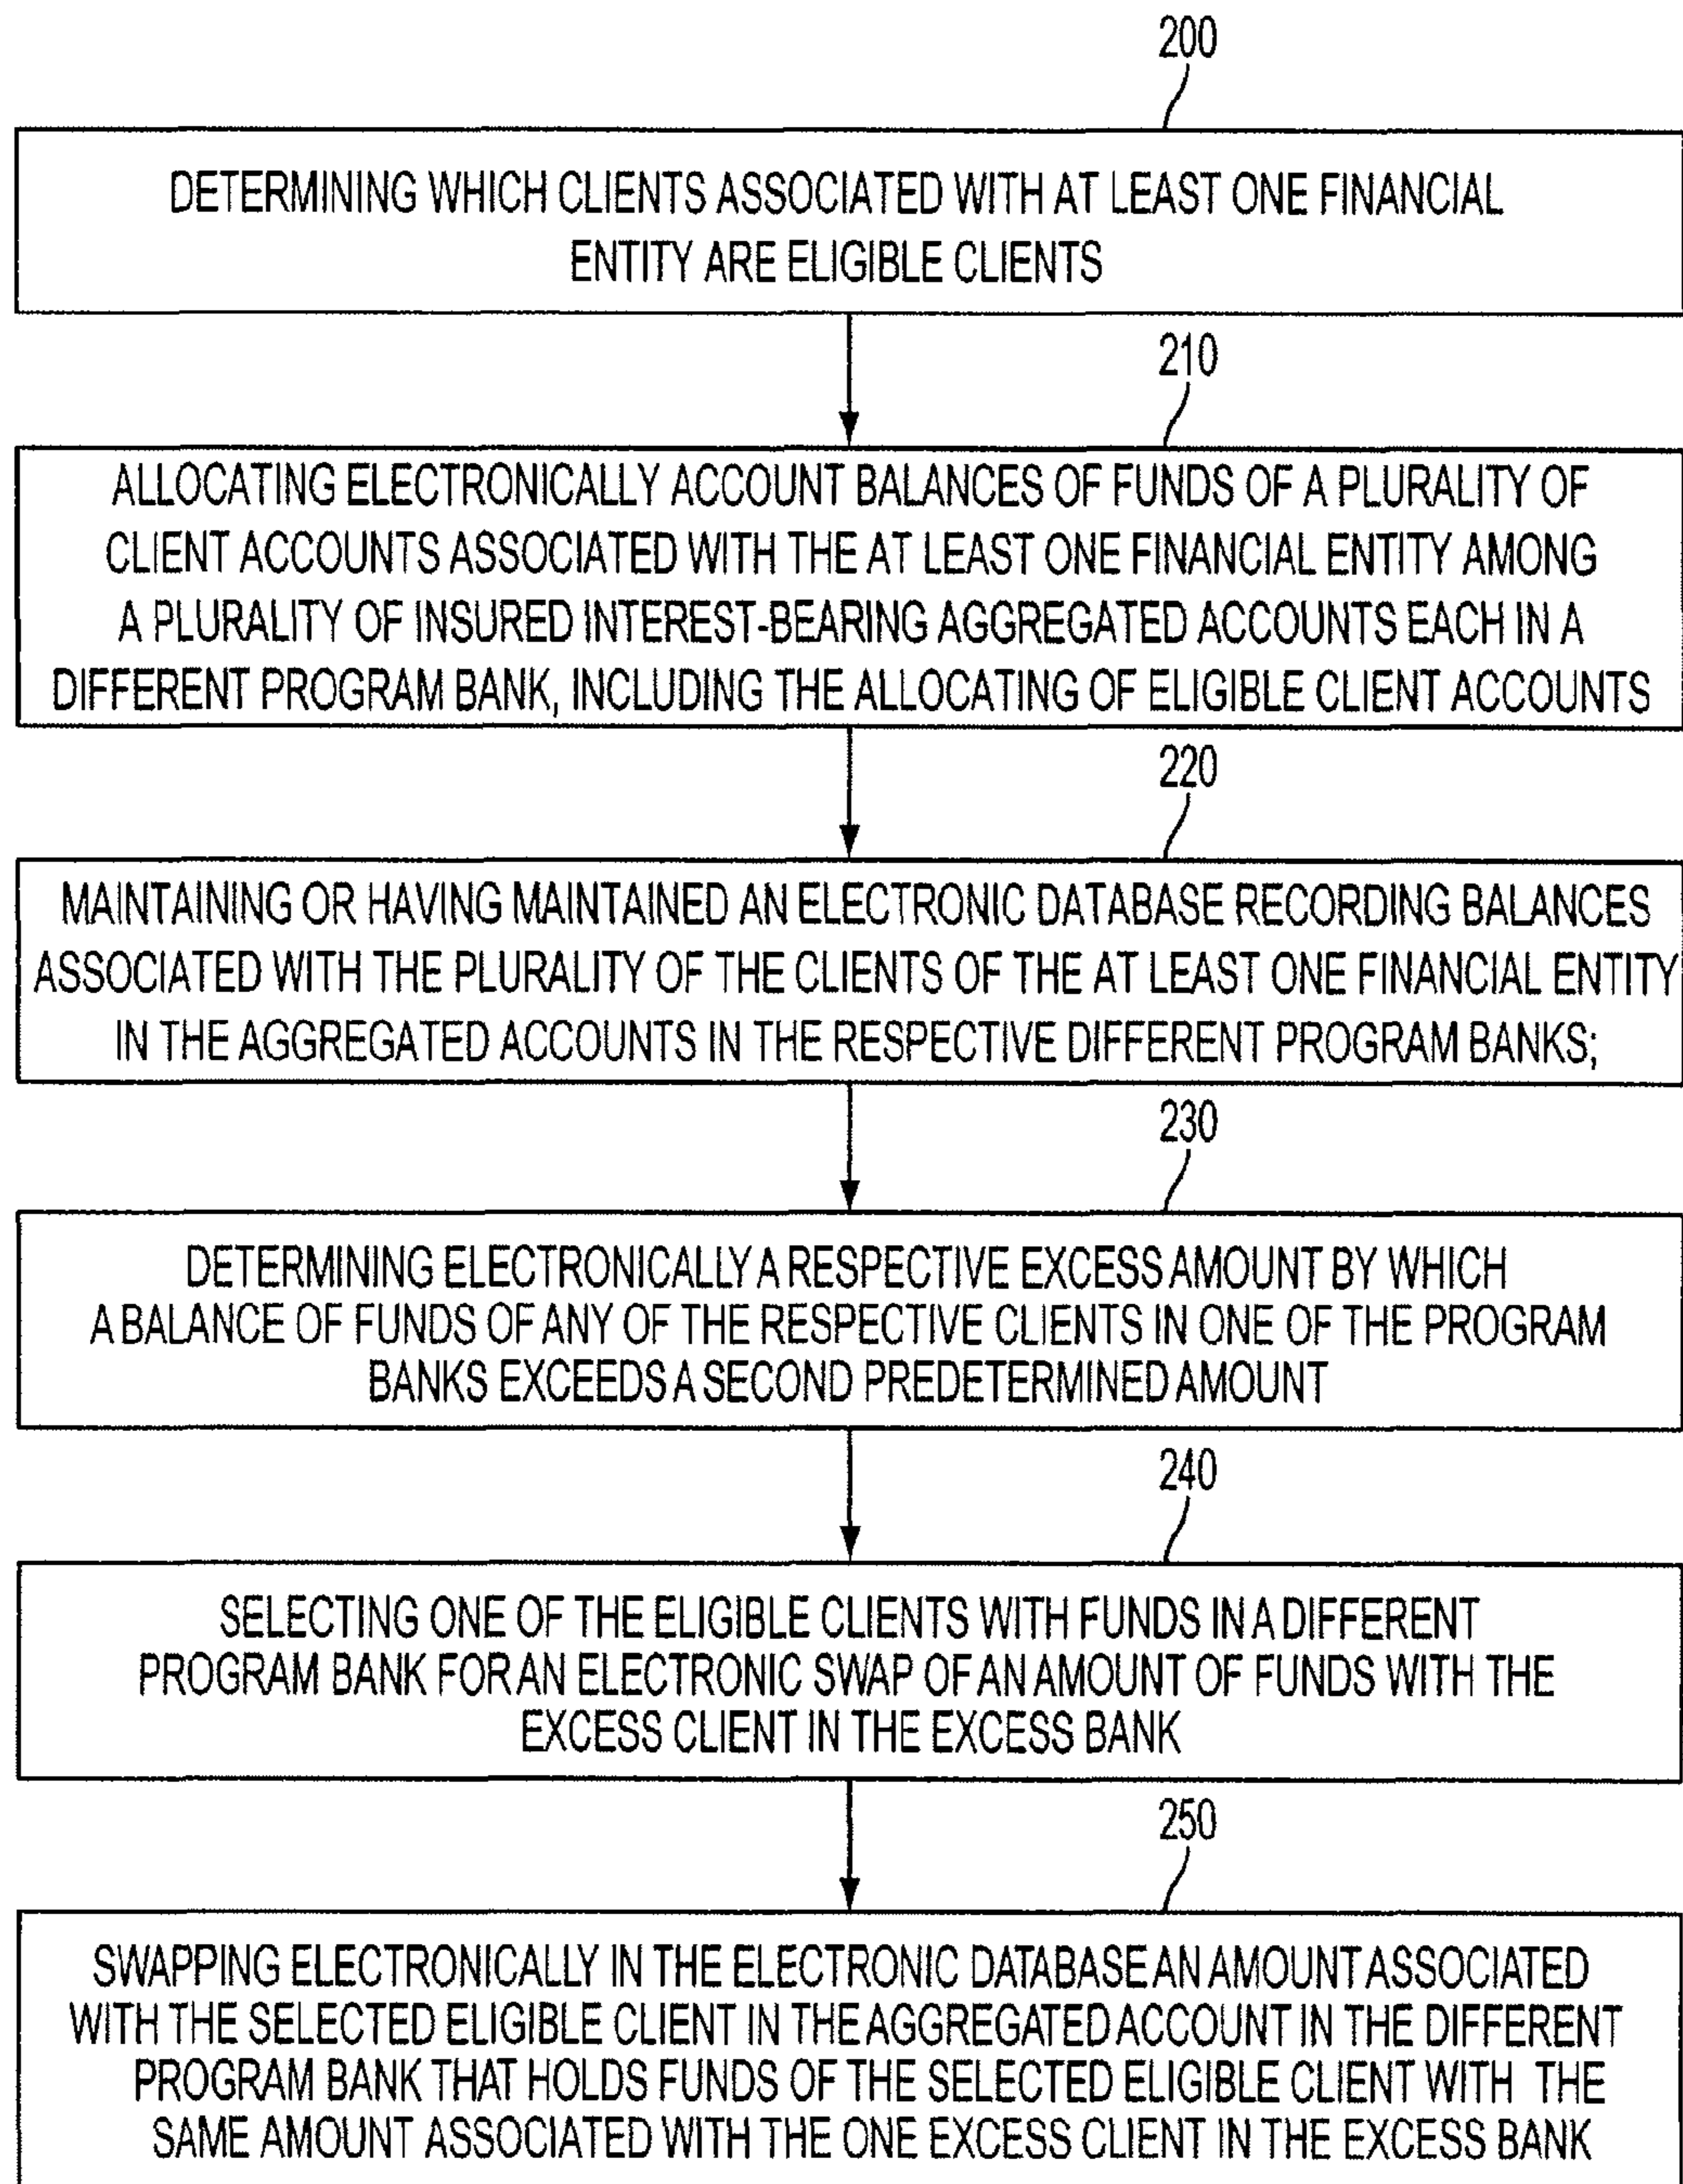 200
DETERMINING WHICH CLIENTS ASSOCIATED WITH AT LEAST ONE FINANCIAL
ENTITY ARE ELIGIBLE CLIENTS
210
ALLOCATING ELECTRONICALLY ACCOUNT BALANCES OF FUNDS OF A PLURALITY OF
CLIENT ACCOUNTS ASSOCIATED WITH THE AT LEAST ONE FINANCIAL ENTITY AMONG
A PLURALITY OF INSURED INTEREST-BEARING AGGREGATED ACCOUNTS EACH IN A
DIFFERENT PROGRAM BANK, INCLUDING THE ALLOCATING OF ELIGIBLE CLIENT ACCOUNTS
220
MAINTAINING OR HAVING MAINTAINED AN ELECTRONIC DATABASE RECORDING BALANCES
ASSOCIATED WITH THE PLURALITY OF THE CLIENTS OF THE AT LEAST ONE FINANCIAL ENTITY
IN THE AGGREGATED ACCOUNTS IN THE RESPECTIVE DIFFERENT PROGRAM BANKS;
230
DETERMINING ELECTRONICALLY A RESPECTIVE EXCESS AMOUNT BY WHICH
A BALANCE OF FUNDS OF ANY OF THE RESPECTIVE CLIENTS IN ONE OF THE PROGRAM
BANKS EXCEEDS A SECOND PREDETERMINED AMOUNT
240
SELECTING ONE OF THE ELIGIBLE CLIENTS WITH FUNDS IN A DIFFERENT
PROGRAM BANK FOR AN ELECTRONIC SWAP OF AN AMOUNT OF FUNDS WITH THE
EXCESS CLIENT IN THE EXCESS BANK
250
SWAPPING ELECTRONICALLY IN THE ELECTRONIC DATABASE AN AMOUNT ASSOCIATED
WITH THE SELECTED ELIGIBLE CLIENT IN THE AGGREGATED ACCOUNT IN THE DIFFERENT
PROGRAM BANK THAT HOLDS FUNDS OF THE SELECTED ELIGIBLE CLIENT WITH THE
SAME AMOUNT ASSOCIATED WITH THE ONE EXCESS CLIENT IN THE EXCESS BANK